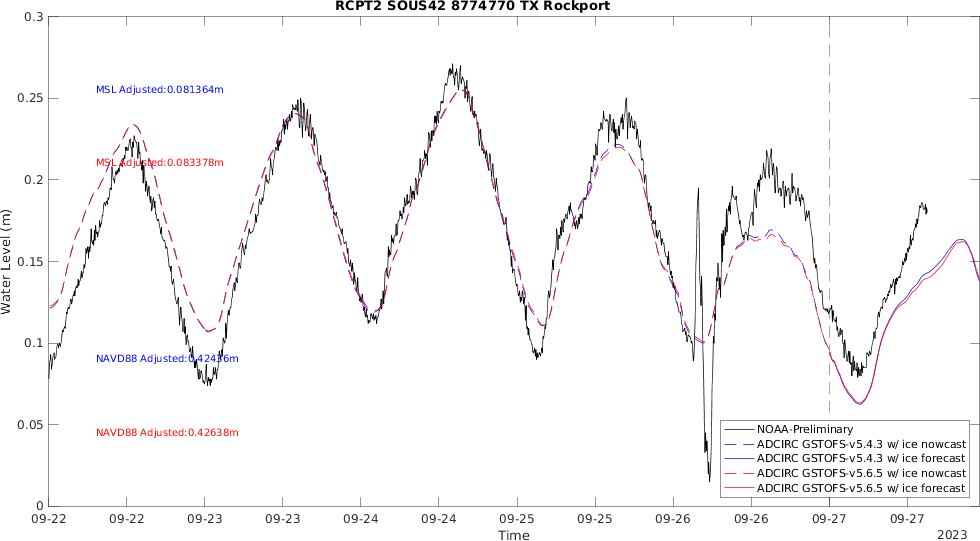 RCPT2 SOUS42 8774770 TX Rockport
Water Level (m)
0.3
0.25
0.2
0.15
0.1
0.05
0
MSL Adjusted:0.081364m
MSL Adjusted:0.083378m
NAVD88 Adjusted:0.42436m
NAVD88 Adjusted:0.42638m
NOAA-Preliminary
ADCIRC GSTOFS-v5.4.3 w/ ice nowcast
ADCIRC GSTOFS-v5.4.3 w/ ice forecast
ADCIRC GSTOFS-v5.6.5 w/ ice nowcast
ADCIRC GSTOFS-v5.6.5 w/ ice forecast
09-22 09-22 09-23 09-23 09-24 09-24 09-25 09-25 09-26 09-26 09-27 09-27
Time
2023